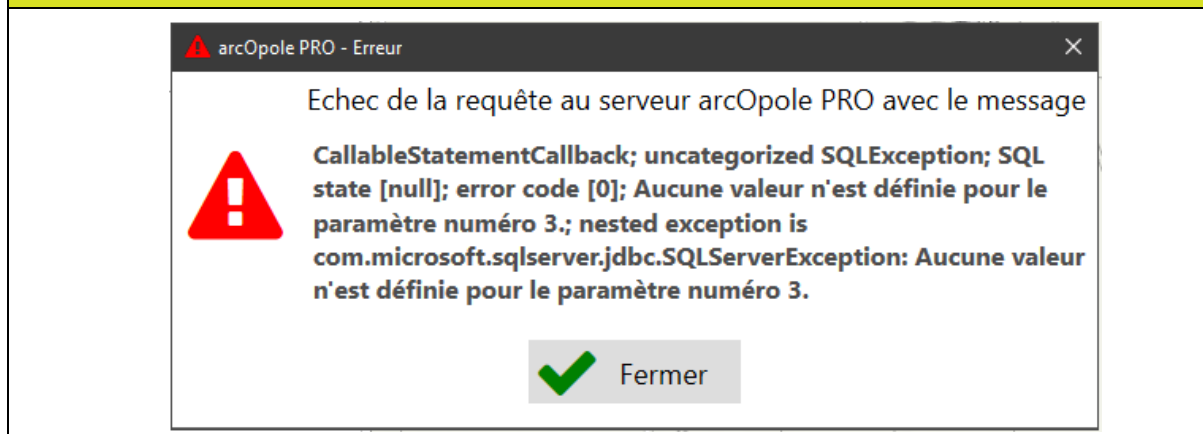 arcOpole PRO - Erreur
Echec de la requête au serveur arcOpole PRO avec le message
CallableStatementCallback; uncategorized SQLException; SQL
state [null]; error code [0]; Aucune valeur n'est définie pour le
paramètre numéro 3.; nested exception is
com.microsoft.sqlserver.jdbc.SQLServerException: Aucune valeur
n'est définie pour le paramètre numéro 3.
Fermer